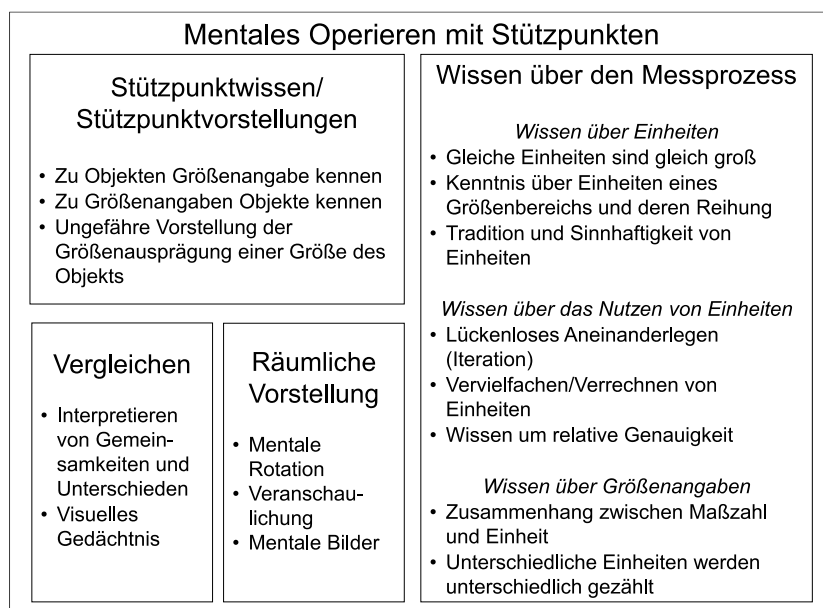 Mentales Operieren mit Stützpunkten
Stützpunktwissen/
Stützpunktvorstellungen
• Zu Objekten Größenangabe kennen
• Zu Größenangaben Objekte kennen
• Ungefähre Vorstellung der
Größenausprägung einer Größe des
Objekts
Vergleichen
• Interpretieren
von Gemein-
samkeiten und
Unterschieden
• Visuelles
Gedächtnis
Räumliche
Vorstellung
• Mentale
Rotation
• Veranschau-
lichung
• Mentale Bilder
Wissen über den Messprozess
Wissen über Einheiten
• Gleiche Einheiten sind gleich groß
• Kenntnis über Einheiten eines
Größenbereichs und deren Reihung
• Tradition und Sinnhaftigkeit von
Einheiten
Wissen über das Nutzen von Einheiten
• Lückenloses Aneinanderlegen
(Iteration)
• Vervielfachen/Verrechnen von
Einheiten
• Wissen um relative Genauigkeit
Wissen über Größenangaben
• Zusammenhang zwischen Maßzahl
und Einheit
• Unterschiedliche Einheiten werden
unterschiedlich gezählt